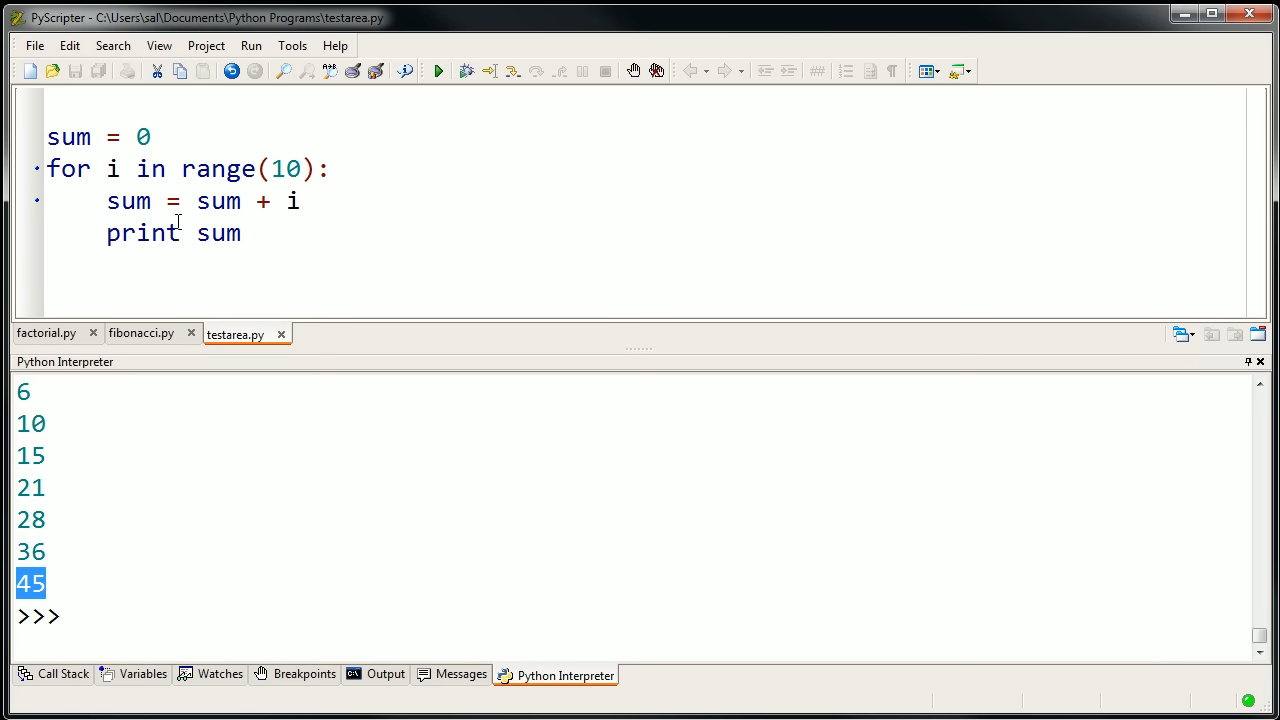 PyScripter - C:\Users\sal\Documents\Python Programs\testarea.py
File Edit Search View Project Run Tools Help
sum = 0
for i in range(10):
    sum = sum + i
    print sum
factorial.py fibonacci.py testarea.py
Python Interpreter
6
10
15
21
28
36
45
>>>
Call Stack Variables Watches Breakpoints Output Messages Python Interpreter